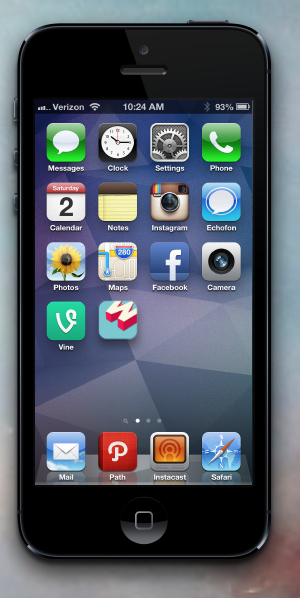 Verizon 10:24 AM 93%
Messages Clock Settings Phone
Saturday
2
Calendar Notes Instagram Echofon
280
Photos Maps Facebook Camera
Vine
Mail Path Instacast Safari